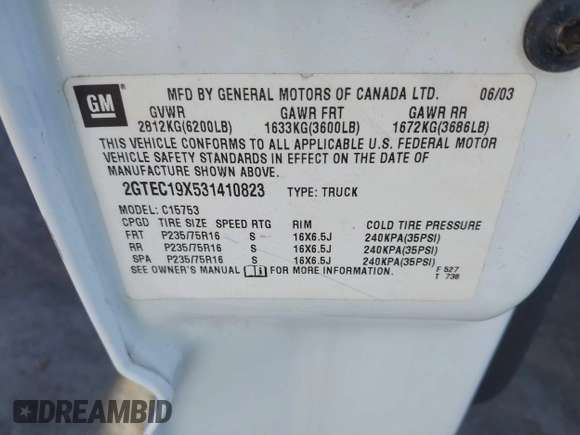 GM
MFD BY GENERAL MOTORS OF CANADA LTD. 06/03
GVWR GAWR FRT GAWR RR
2812KG(6200LB) 1633KG(3600LB) 1672KG(3686LB)
THIS VEHICLE CONFORMS TO ALL APPLICABLE U.S. FEDERAL MOTOR
VEHICLE SAFETY STANDARDS IN EFFECT ON THE DATE OF
MANUFACTURE SHOWN ABOVE.
2GTEC19X531410823 TYPE: TRUCK
MODEL: C15753
CPGD TIRE SIZE SPEED RTG RIM COLD TIRE PRESSURE
FRT P235/75R16 S 16X6.5J 240KPA(35PSI)
RR P235/75R16 S 16X6.5J 240KPA(35PSI)
SPA P235/75R16 S 16X6.5J 240KPA(35PSI)
SEE OWNER'S MANUAL FOR MORE INFORMATION. F 527
T 738
DREAMBID